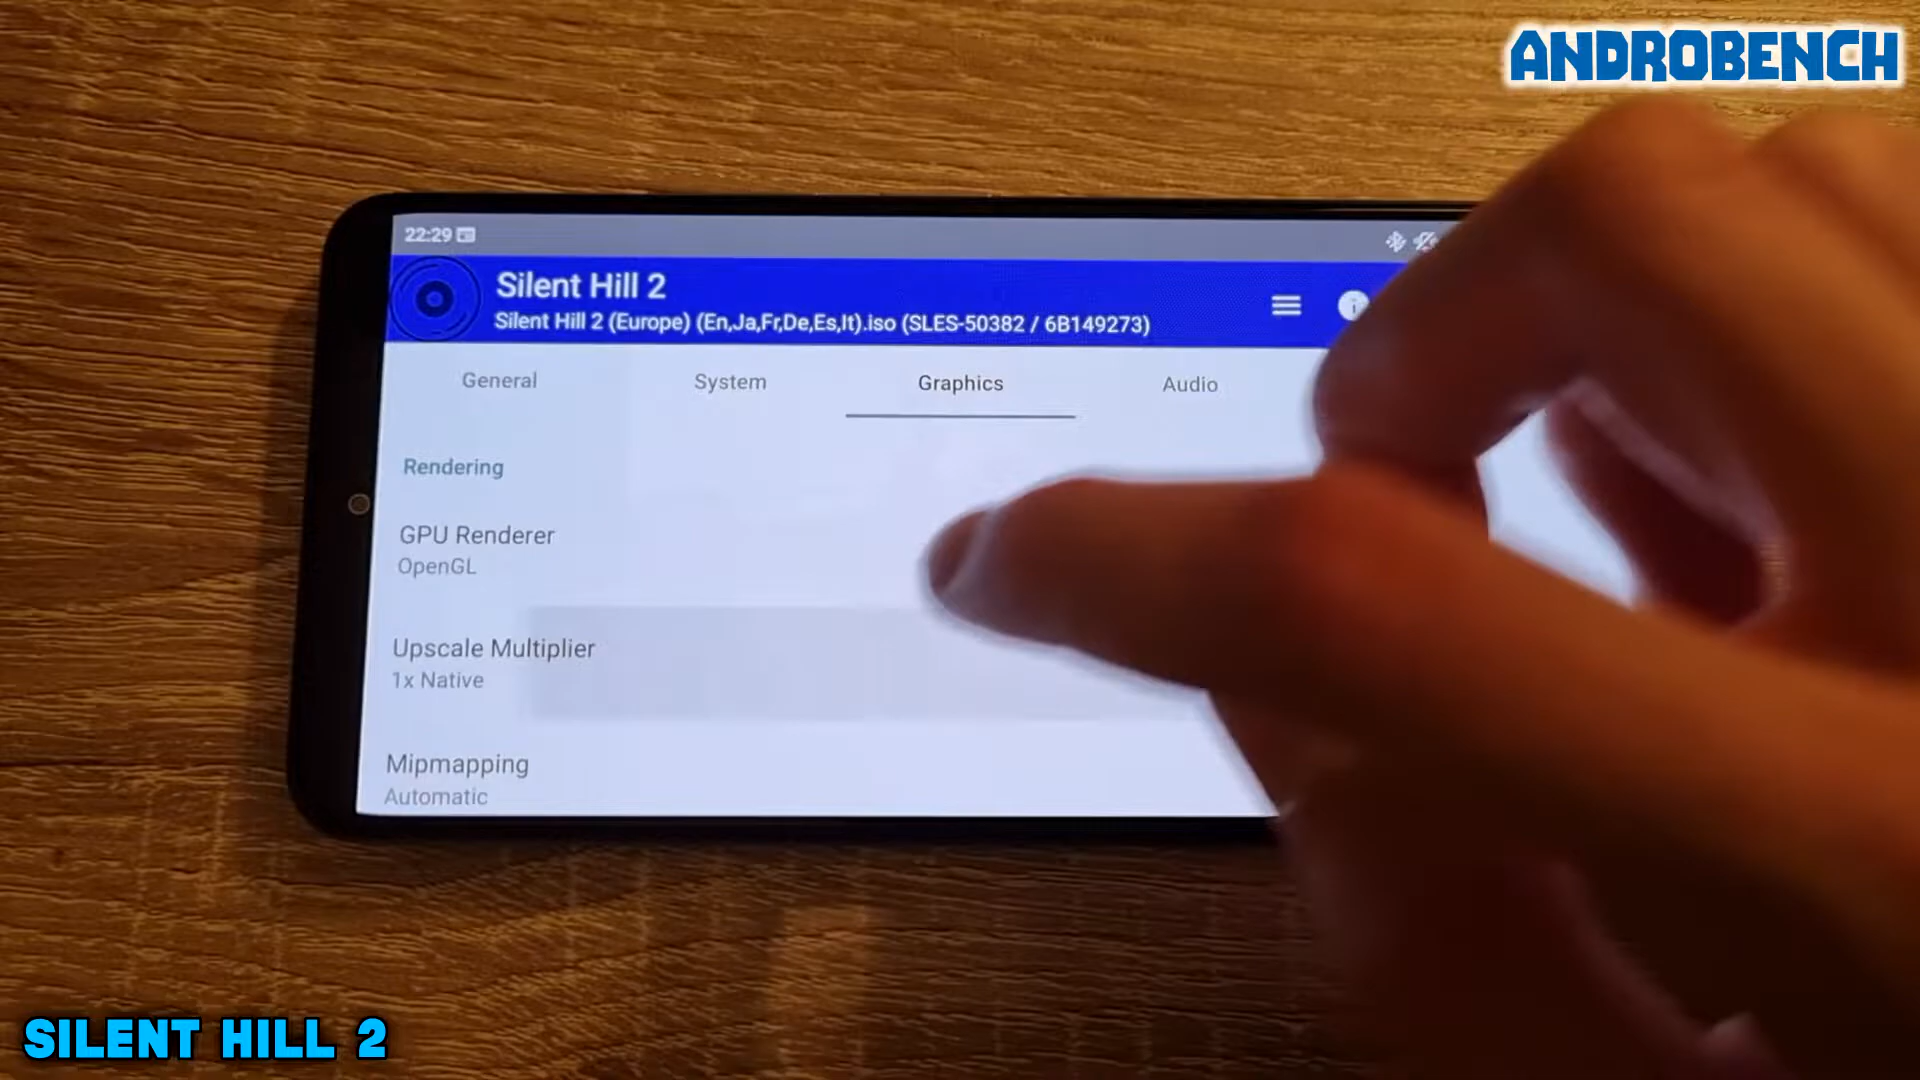 ANDROBENCH
22:29
Silent Hill 2
Silent Hill 2 (Europe) (En,Ja,Fr,De,Es,It).iso (SLES-50382 / 6B149273)
General
System
Graphics
Audio
Rendering
GPU Renderer
OpenGL
Upscale Multiplier
1x Native
Mipmapping
Automatic
SILENT HILL 2